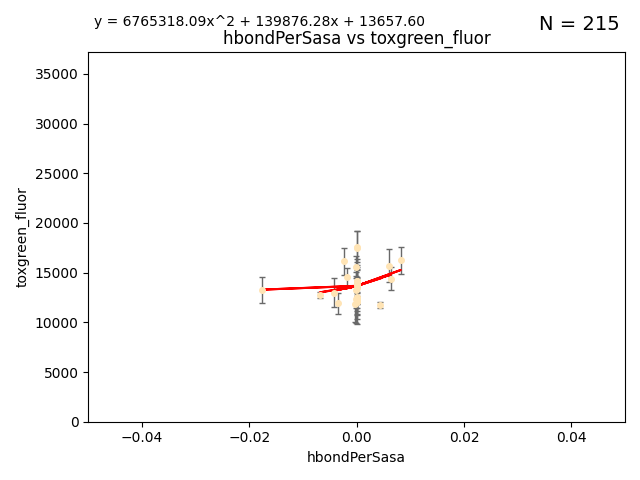 y = 6765318.09x^2 + 139876.28x + 13657.60
N = 215
hbondPerSasa vs toxgreen_fluor
35000
30000
25000
20000
15000
10000
5000
0
toxgreen_fluor
−0.04 −0.02 0.00 0.02 0.04
hbondPerSasa